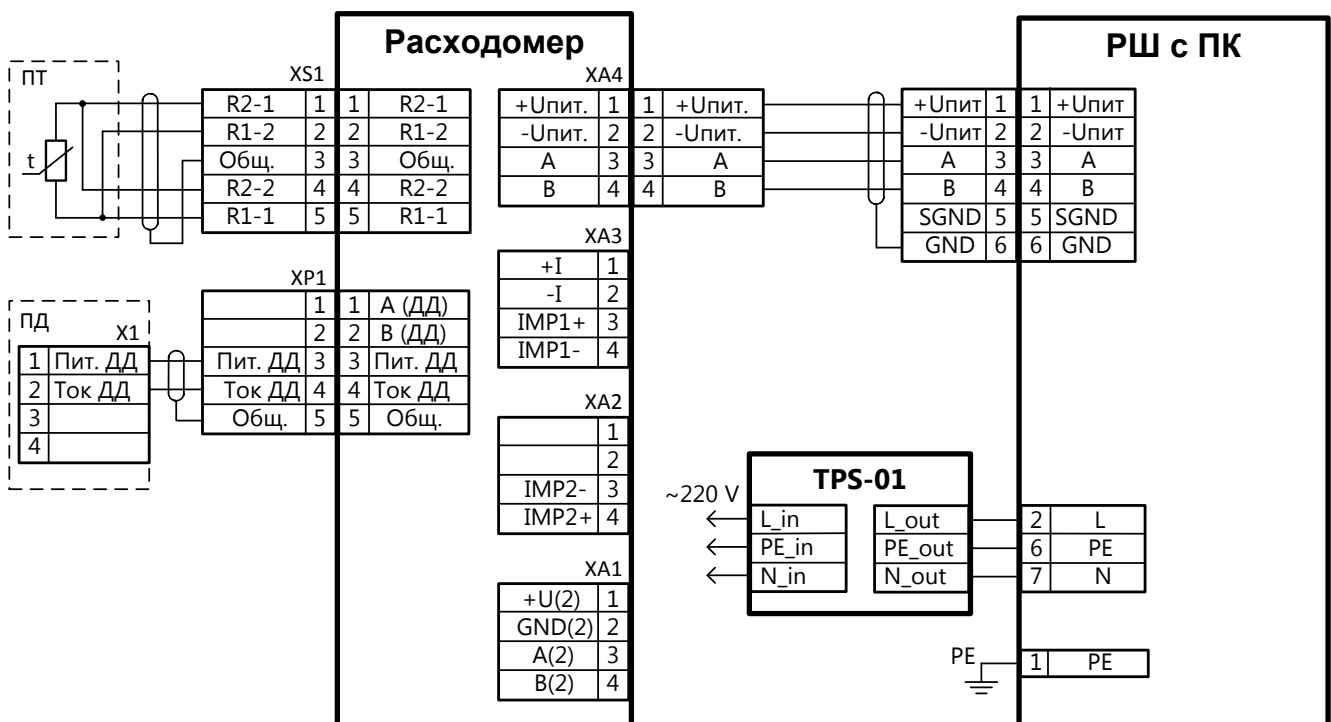 Расходомер
РШ с ПК
ПТ
t
XS1
R2-1 1 1 R2-1
R1-2 2 2 R1-2
Общ. 3 3 Общ.
R2-2 4 4 R2-2
R1-1 5 5 R1-1
XA4
+Uпит. 1 1 +Uпит.
-Uпит. 2 2 -Uпит.
A 3 3 A
B 4 4 B
+Uпит 1 1 +Uпит
-Uпит 2 2 -Uпит
A 3 3 A
B 4 4 B
SGND 5 5 SGND
GND 6 6 GND
XA3
+I 1
-I 2
IMP1+ 3
IMP1- 4
ПД
X1
1 Пит. ДД
2 Ток ДД
3
4
XP1
1 1 А (ДД)
2 2 В (ДД)
Пит. ДД 3 3 Пит. ДД
Ток ДД 4 4 Ток ДД
Общ. 5 5 Общ.
XA2
1
2
IMP2- 3
IMP2+ 4
XA1
+U(2) 1
GND(2) 2
A(2) 3
B(2) 4
~220 V
TPS-01
L_in L_out 2 L
PE_in PE_out 6 PE
N_in N_out 7 N
PE 1 PE